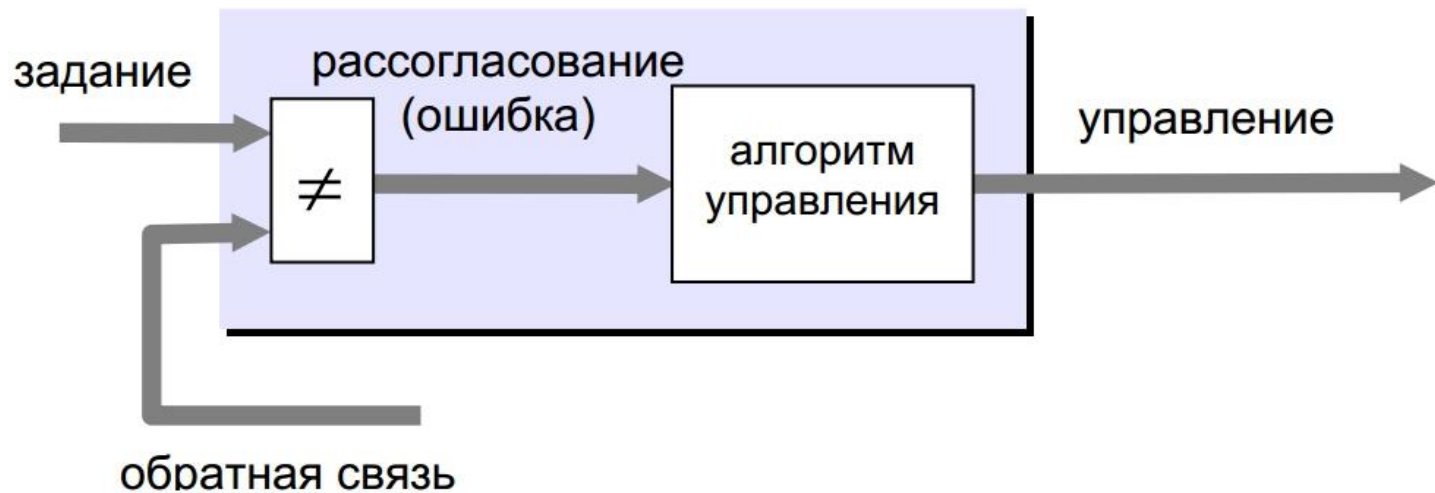 задание
рассогласование
(ошибка)
≠
алгоритм
управления
управление
обратная связь